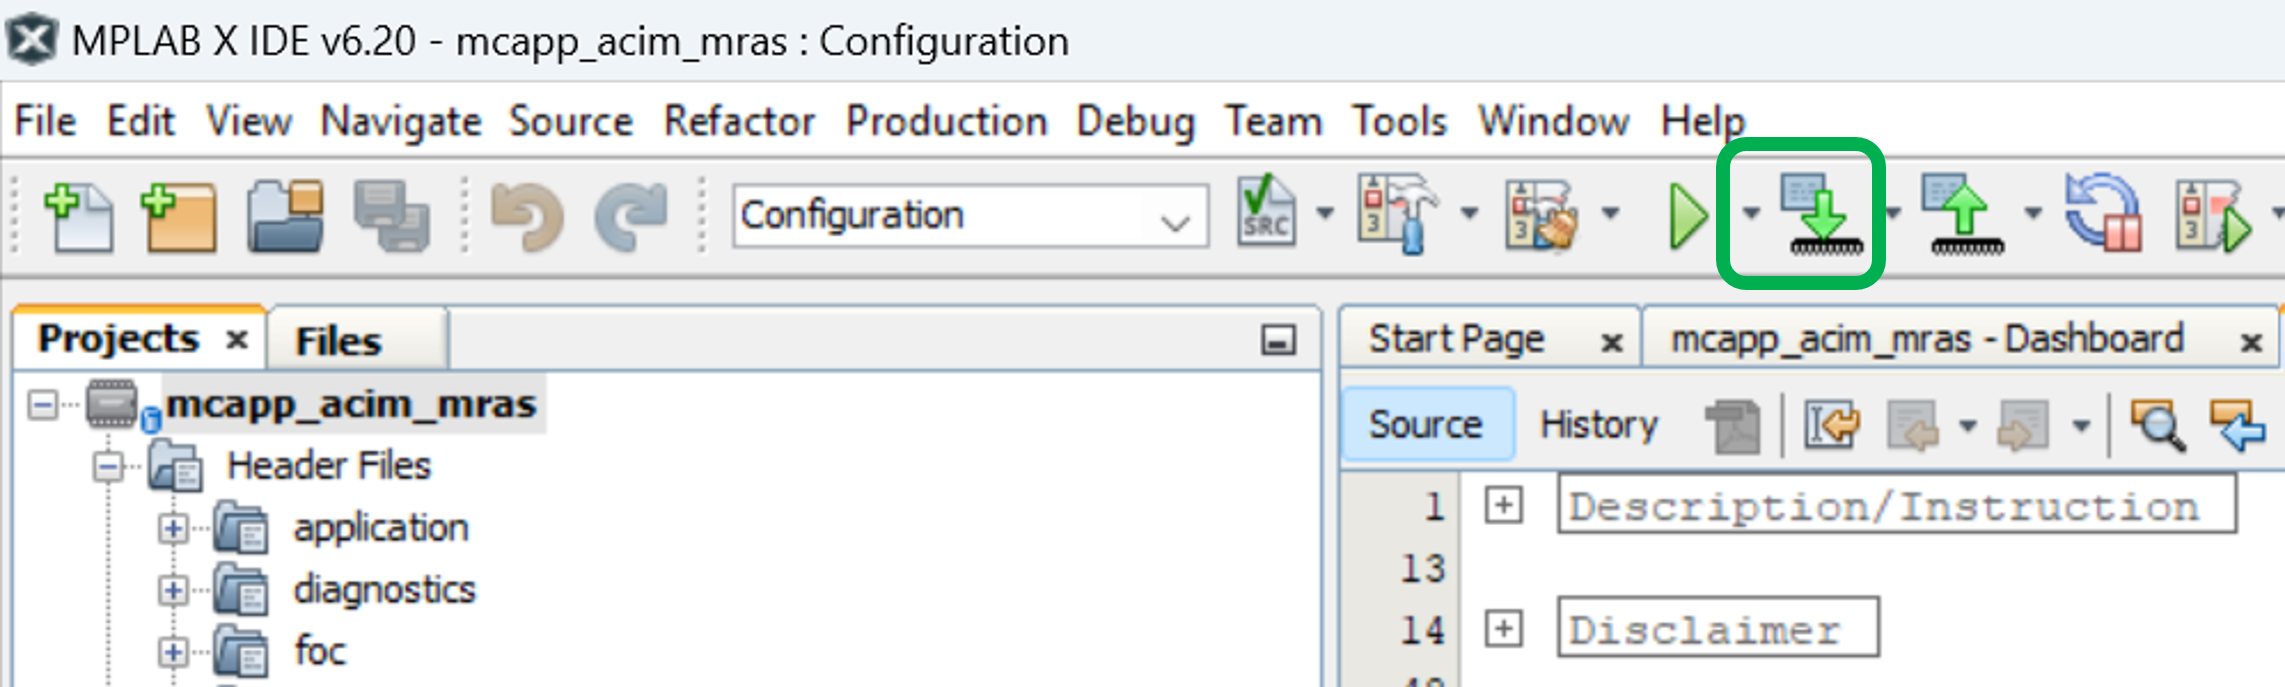 MPLAB X IDE v6.20 - mcapp_acim_mras : Configuration
File Edit View Navigate Source Refactor Production Debug Team Tools Window Help
Configuration
SRC
Projects x Files
mcapp_acim_mras
Header Files
application
diagnostics
foc
Start Page x mcapp_acim_mras - Dashboard x
Source History
1 Description/Instruction
13
14 Disclaimer